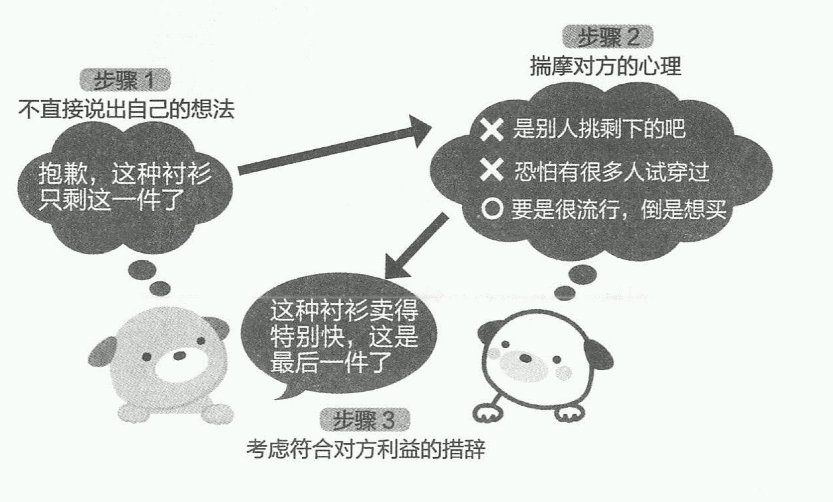 步骤 1
不直接说出自己的想法
抱歉，这种衬衫
只剩这一件了
步骤 2
揣摩对方的心理
✕ 是别人挑剩下的吧
✕ 恐怕有很多人试穿过
○ 要是很流行，倒是想买
这种衬衫卖得
特别快，这是
最后一件了
步骤 3
考虑符合对方利益的措辞